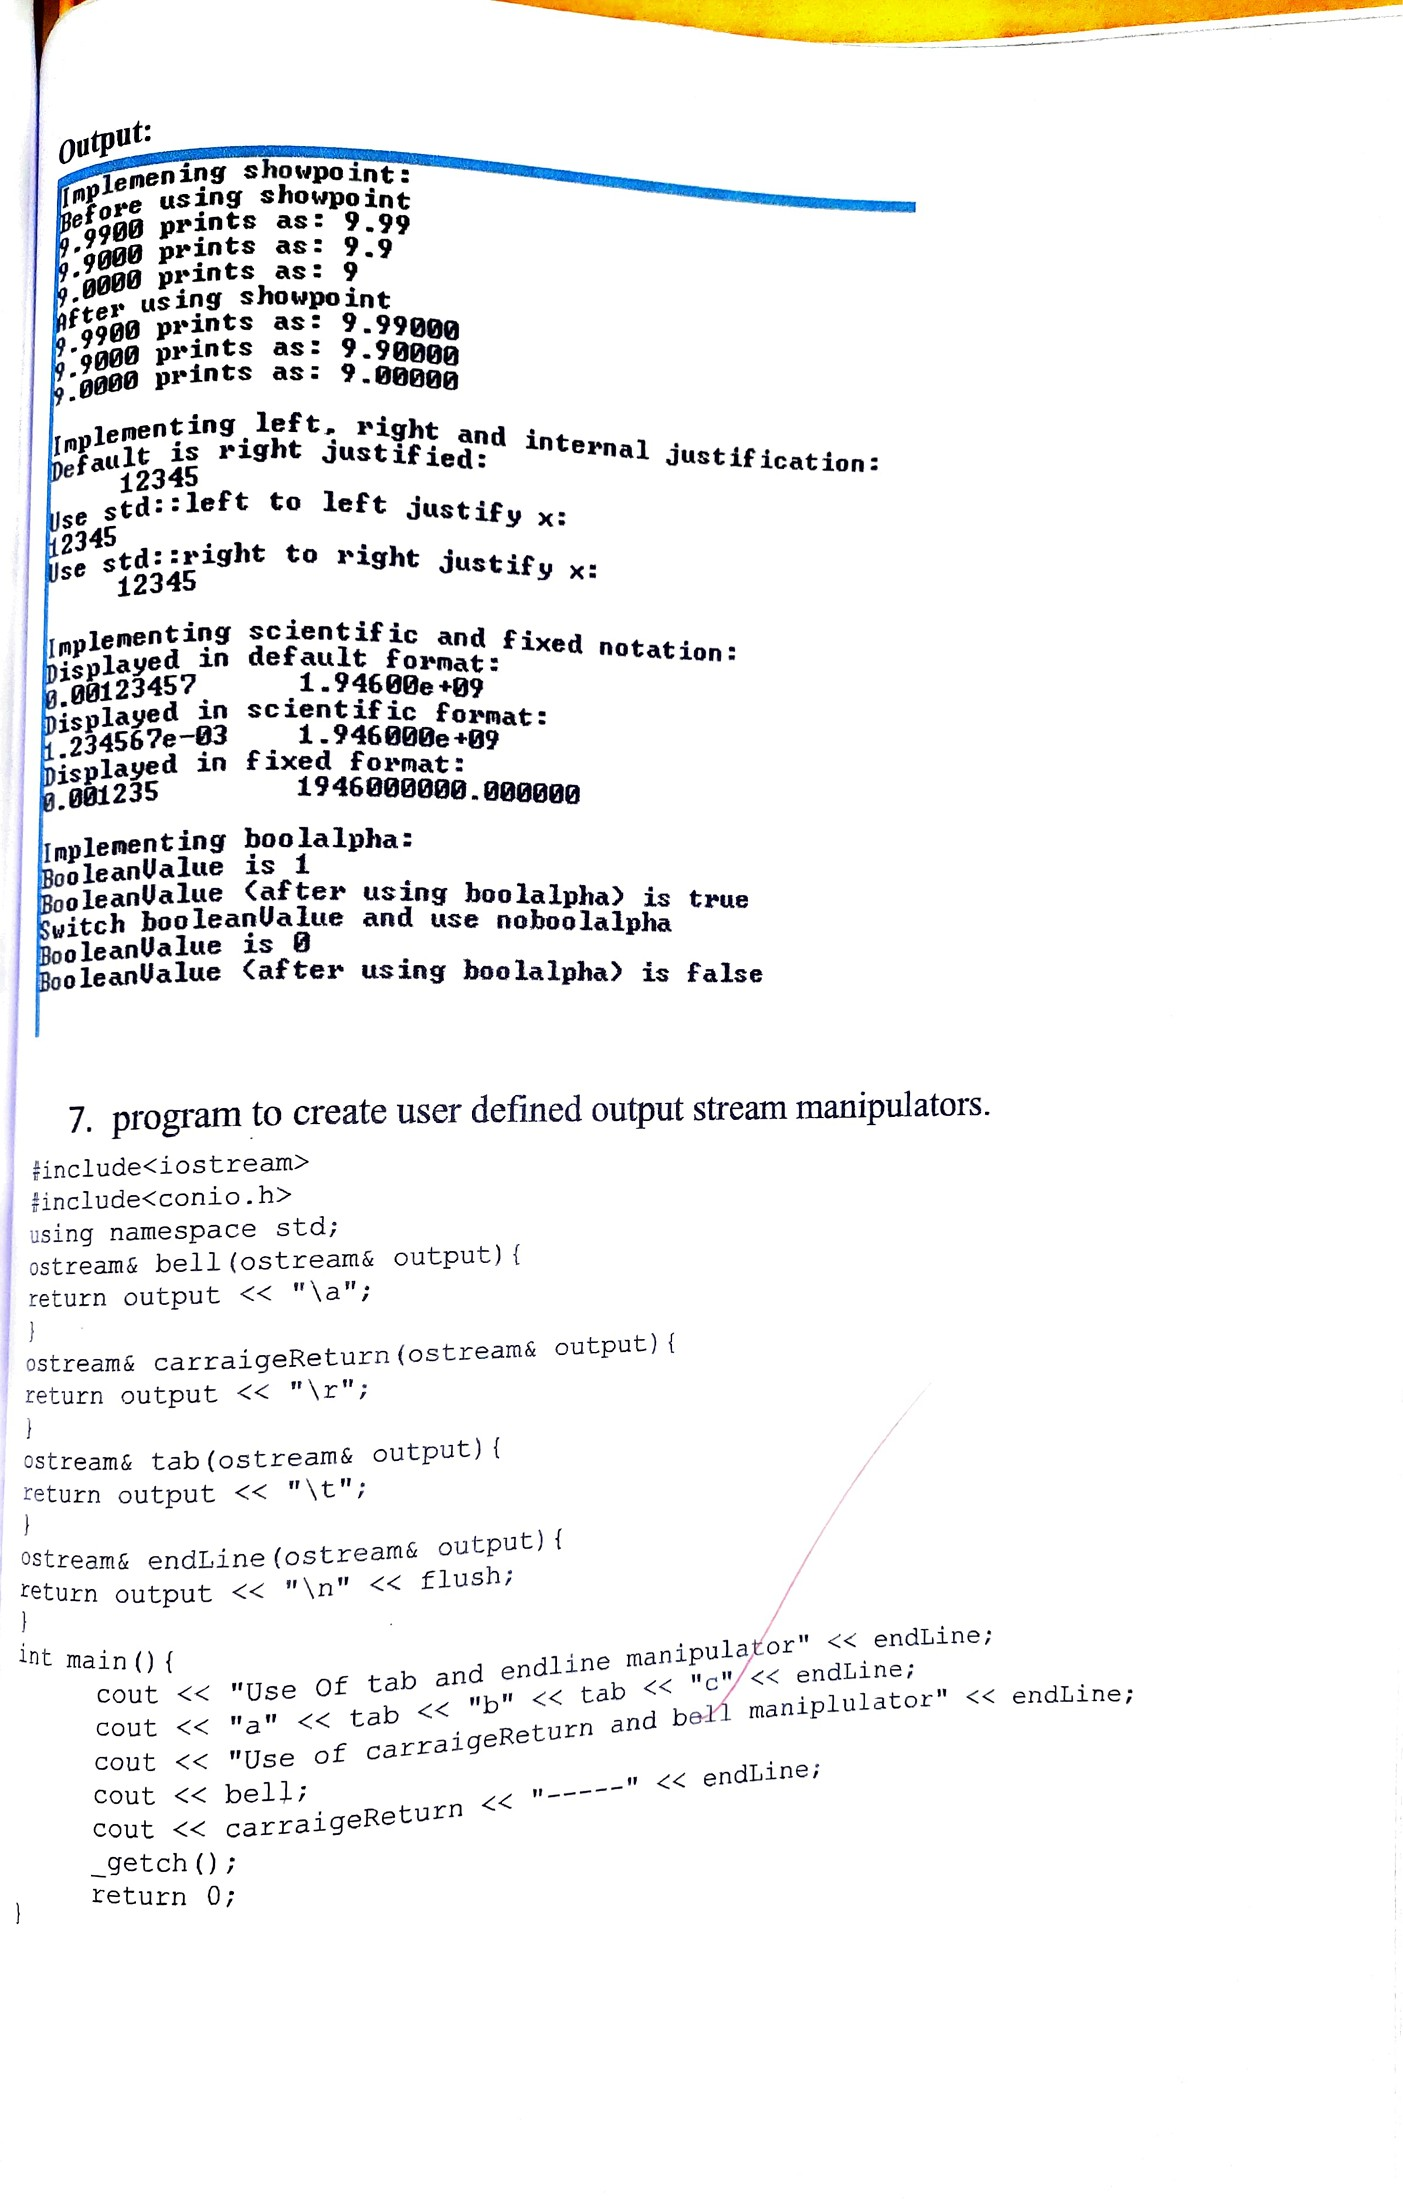 Output:
Implemening showpoint:
Before using showpoint
9.9900 prints as: 9.99
9.9000 prints as: 9.9
9.0000 prints as: 9
After using showpoint
9.9900 prints as: 9.99000
9.9000 prints as: 9.90000
9.0000 prints as: 9.00000
Implementing left, right and internal justification:
Default is right justified:
12345
Use std::left to left justify x:
12345
Use std::right to right justify x:
12345
Implementing scientific and fixed notation:
Displayed in default format:
0.00123457 1.94600e+09
Displayed in scientific format:
1.234567e-03 1.946000e+09
Displayed in fixed format:
0.001235 1946000000.000000
Implementing boolalpha:
BooleanValue is 1
BooleanValue (after using boolalpha) is true
Switch booleanValue and use noboolalpha
BooleanValue is 0
BooleanValue (after using boolalpha) is false
7. program to create user defined output stream manipulators.
#include<iostream>
#include<conio.h>
using namespace std;
ostream& bell(ostream& output){
return output << "\a";
}
ostream& carraigeReturn(ostream& output){
return output << "\r";
}
ostream& tab(ostream& output){
return output << "\t";
}
ostream& endLine(ostream& output){
return output << "\n" << flush;
}
int main(){
cout << "Use Of tab and endline manipulator" << endLine;
cout << "a" << tab << "b" << tab << "c" << endLine;
cout << "Use of carraigeReturn and bell maniplulator" << endLine;
cout << bell;
cout << carraigeReturn << "-----" << endLine;
_getch();
return 0;
}